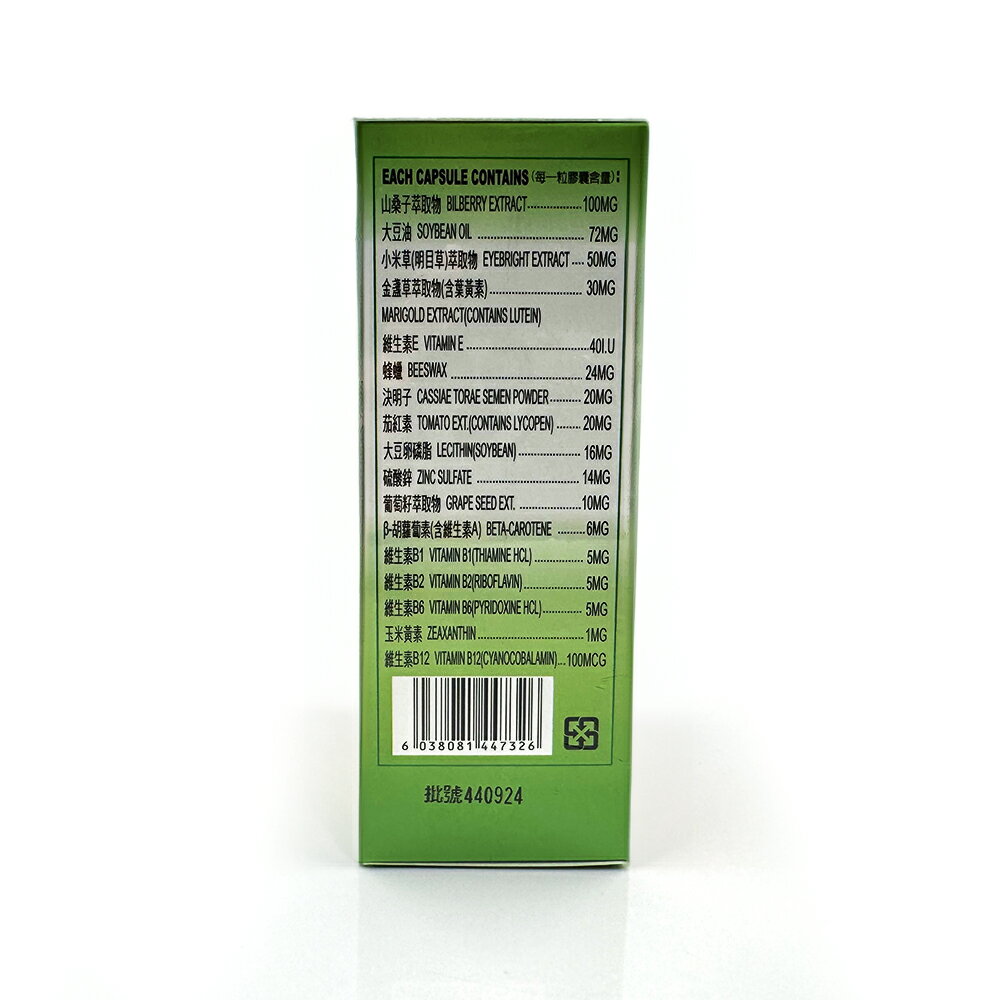 EACH CAPSULE CONTAINS(每一粒膠囊含量):
山桑子萃取物 BILBERRY EXTRACT................100MG
大豆油 SOYBEAN OIL ............................72MG
小米草(明目草)萃取物 EYEBRIGHT EXTRACT....50MG
金盞草萃取物(含葉黃素)........................30MG
MARIGOLD EXTRACT(CONTAINS LUTEIN)
維生素E VITAMIN E................................40I.U
蜂蠟 BEESWAX ....................................24MG
決明子 CASSIAE TORAE SEMEN POWDER.........20MG
茄紅素 TOMATO EXT.(CONTAINS LYCOPEN)......20MG
大豆卵磷脂 LECITHIN(SOYBEAN)..................16MG
硫酸鋅 ZINC SULFATE ............................14MG
葡萄籽萃取物 GRAPE SEED EXT. .................10MG
β-胡蘿蔔素(含維生素A) BETA-CAROTENE ........6MG
維生素B1 VITAMIN B1(THIAMINE HCL)..............5MG
維生素B2 VITAMIN B2(RIBOFLAVIN)................5MG
維生素B6 VITAMIN B6(PYRIDOXINE HCL)...........5MG
玉米黃素 ZEAXANTHIN............................1MG
維生素B12 VITAMIN B12(CYANOCOBALAMIN)...100MCG
6 038081 447326
批號440924